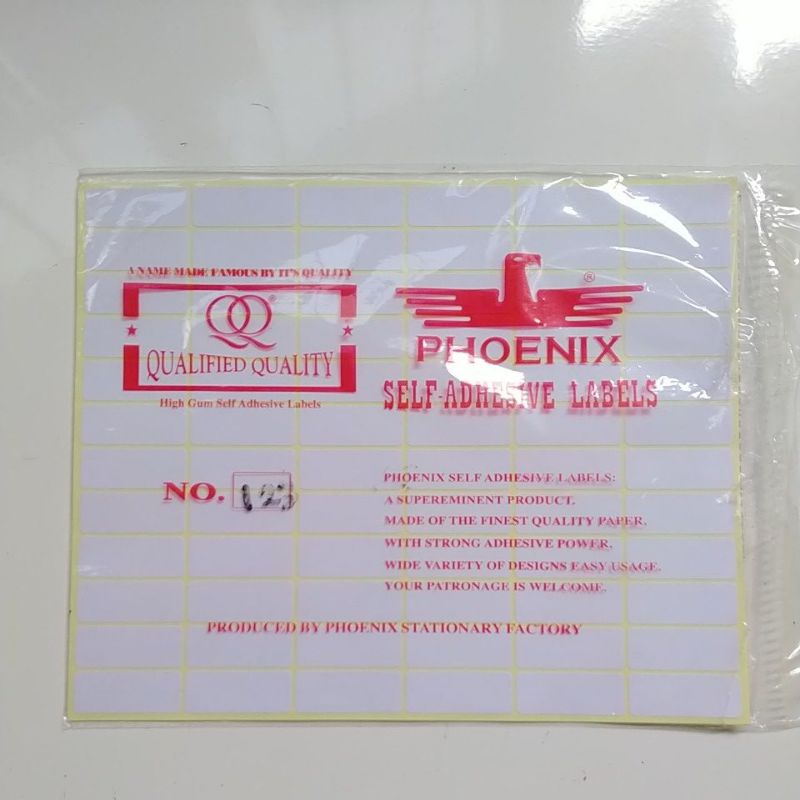 A NAME MADE FAMOUS BY IT'S QUALITY
QQ®
QUALIFIED QUALITY
High Gum Self Adhesive Labels
®
PHOENIX
SELF-ADHESIVE LABELS
NO. 123
PHOENIX SELF ADHESIVE LABELS:
A SUPEREMINENT PRODUCT.
MADE OF THE FINEST QUALITY PAPER.
WITH STRONG ADHESIVE POWER.
WIDE VARIETY OF DESIGNS EASY USAGE.
YOUR PATRONAGE IS WELCOME.
PRODUCED BY PHOENIX STATIONARY FACTORY